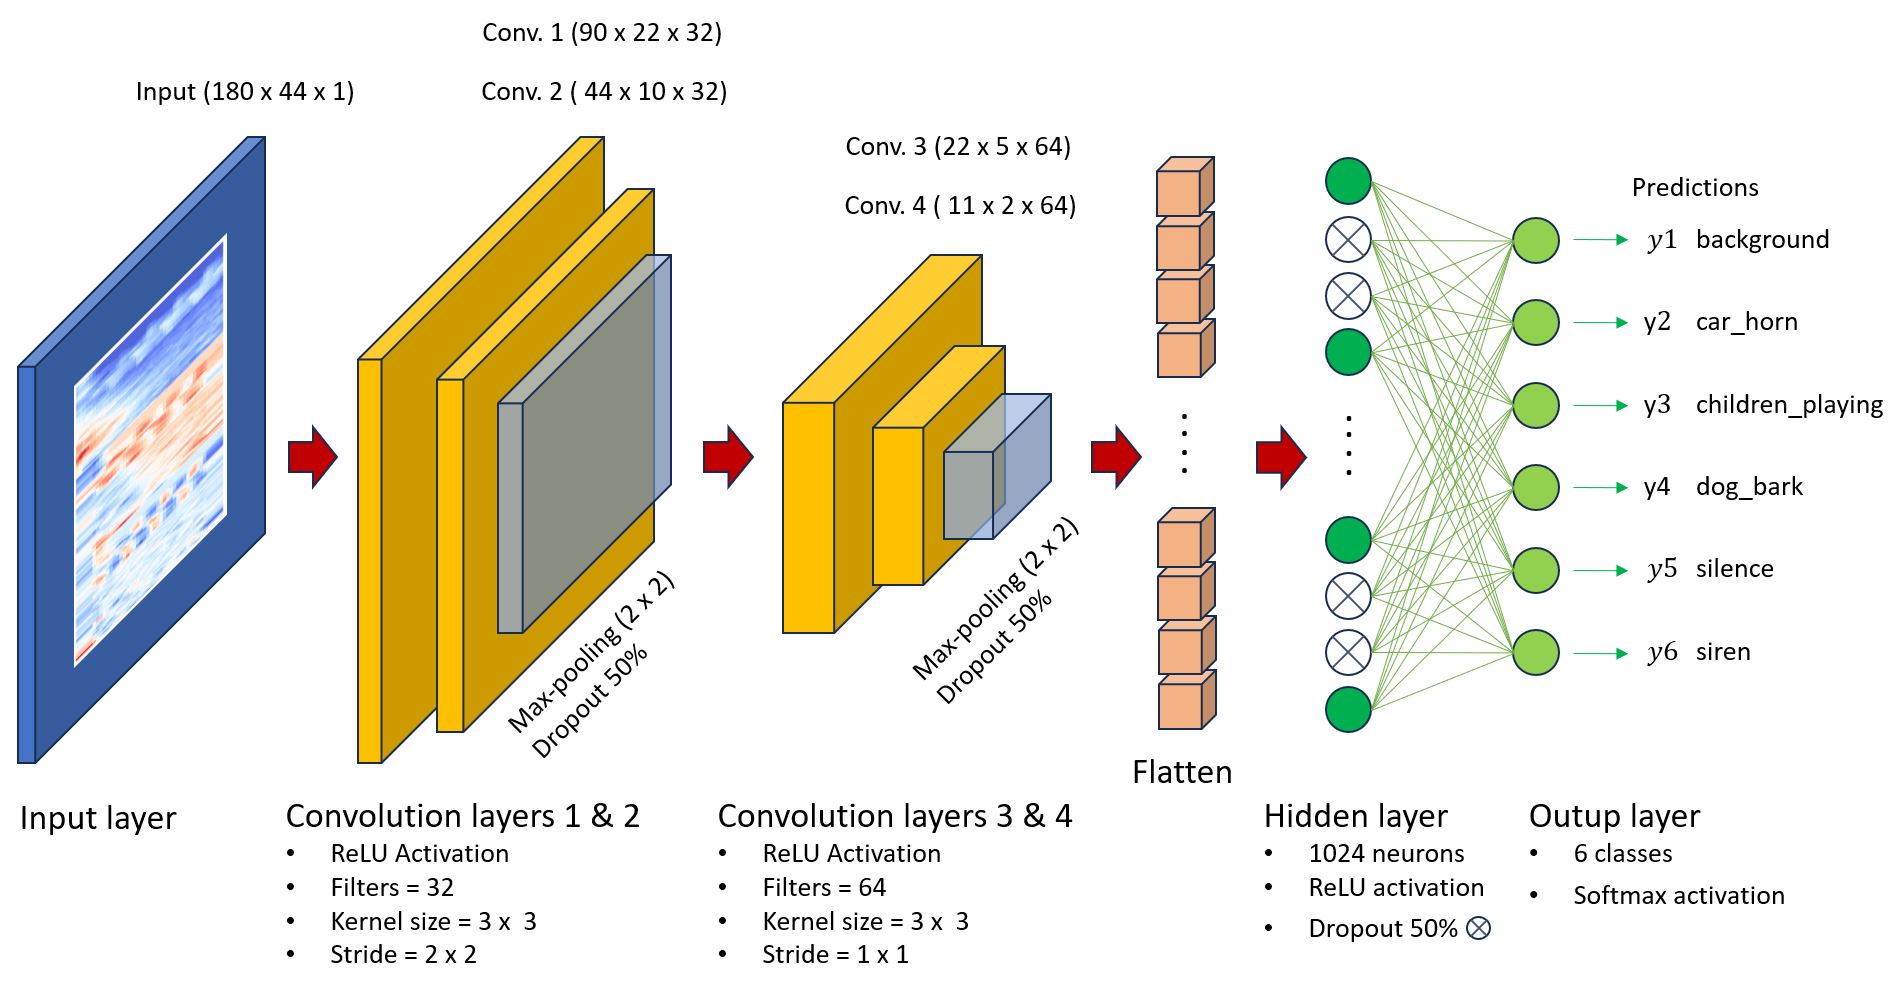 Conv. 1 (90 x 22 x 32)
Input (180 x 44 x 1)
Conv. 2 ( 44 x 10 x 32)
Conv. 3 (22 x 5 x 64)
Conv. 4 ( 11 x 2 x 64)
Predictions
y1 background
y2 car_horn
y3 children_playing
y4 dog_bark
y5 silence
y6 siren
Max-pooling (2 x 2)
Dropout 50%
Max-pooling (2 x 2)
Dropout 50%
Flatten
Input layer
Convolution layers 1 & 2
• ReLU Activation
• Filters = 32
• Kernel size = 3 x 3
• Stride = 2 x 2
Convolution layers 3 & 4
• ReLU Activation
• Filters = 64
• Kernel size = 3 x 3
• Stride = 1 x 1
Hidden layer
• 1024 neurons
• ReLU activation
• Dropout 50%
Outup layer
• 6 classes
• Softmax activation